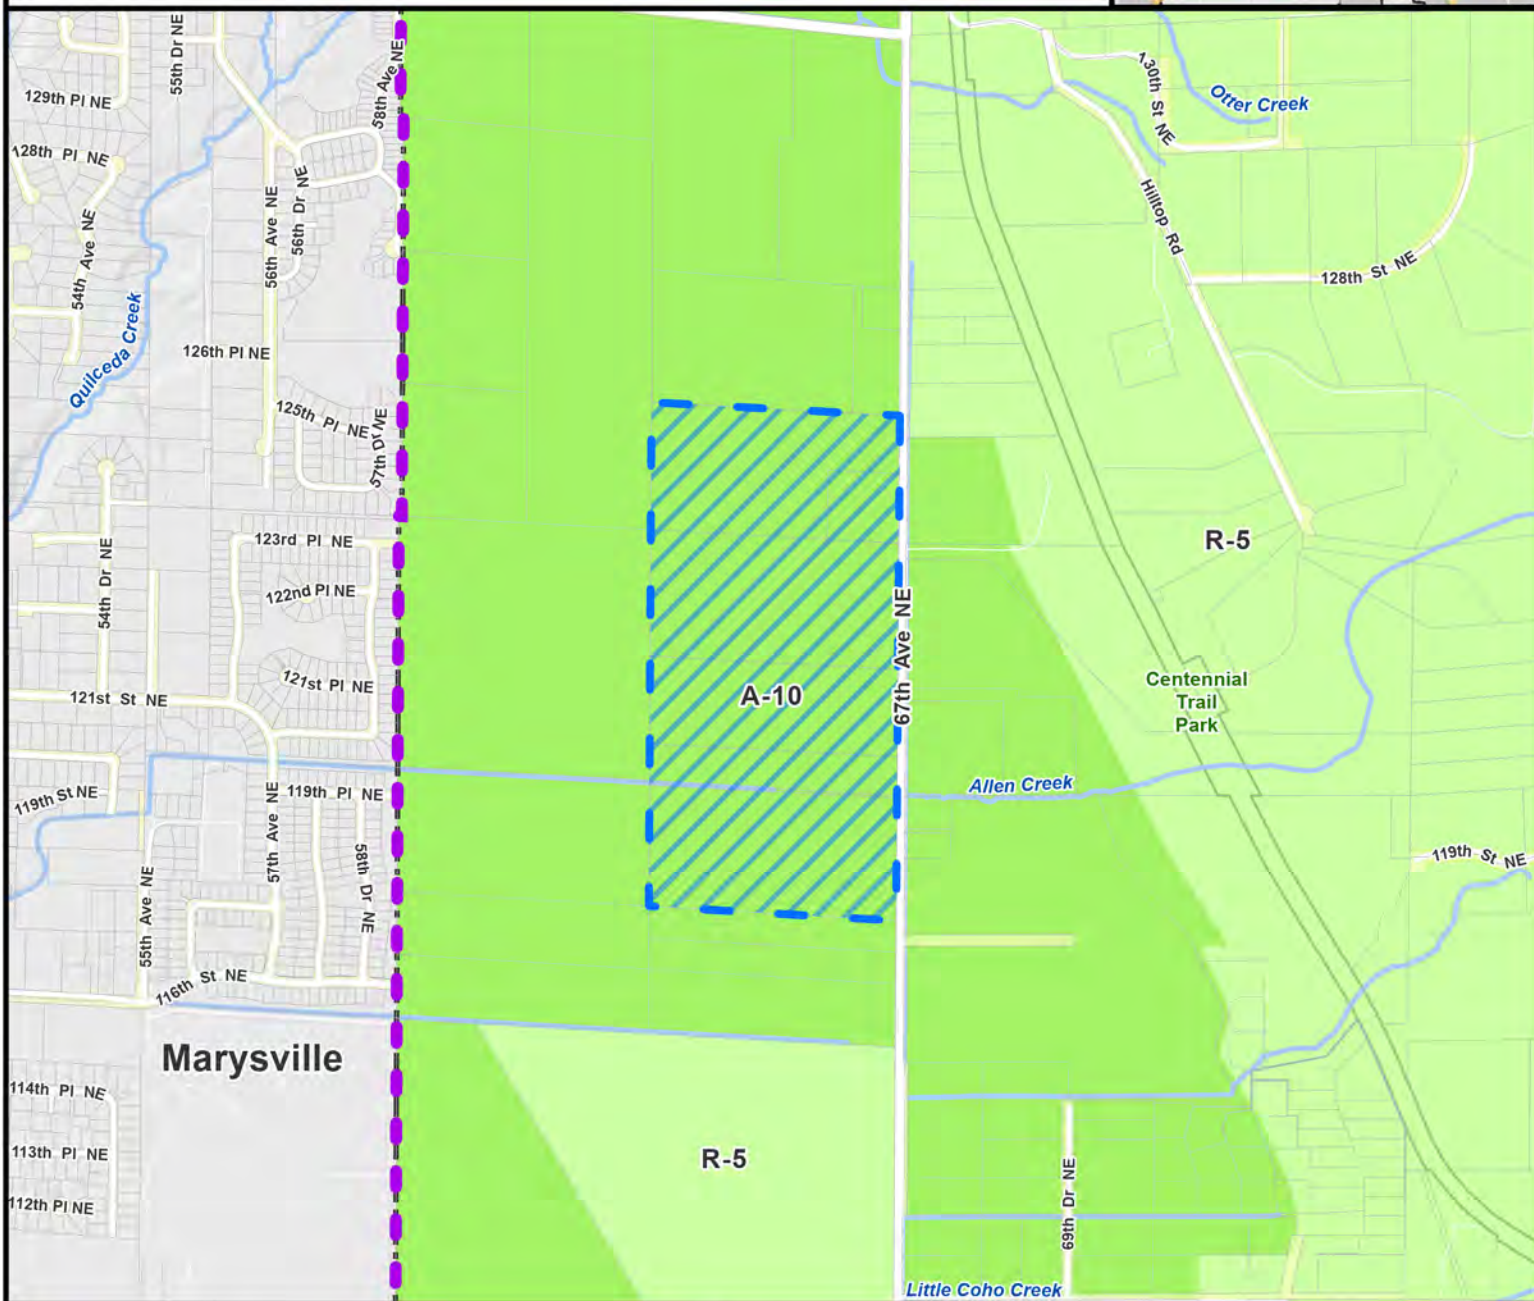 55th Dr NE
58th Ave NE
130th St NE
Otter Creek
129th Pl NE
128th Pl NE
54th Ave NE
56th Ave NE
56th Dr NE
Hilltop Rd
128th St NE
Quilceda Creek
126th Pl NE
125th Pl NE
57th Dr NE
123rd Pl NE
R-5
54th Dr NE
122nd Pl NE
67th Ave NE
121st Pl NE
121st St NE
A-10
Centennial
Trail
Park
119th St NE
57th Ave NE
119th Pl NE
Allen Creek
58th Dr NE
119th St NE
55th Ave NE
116th St NE
Marysville
114th Pl NE
113th Pl NE
R-5
69th Dr NE
112th Pl NE
Little Coho Creek